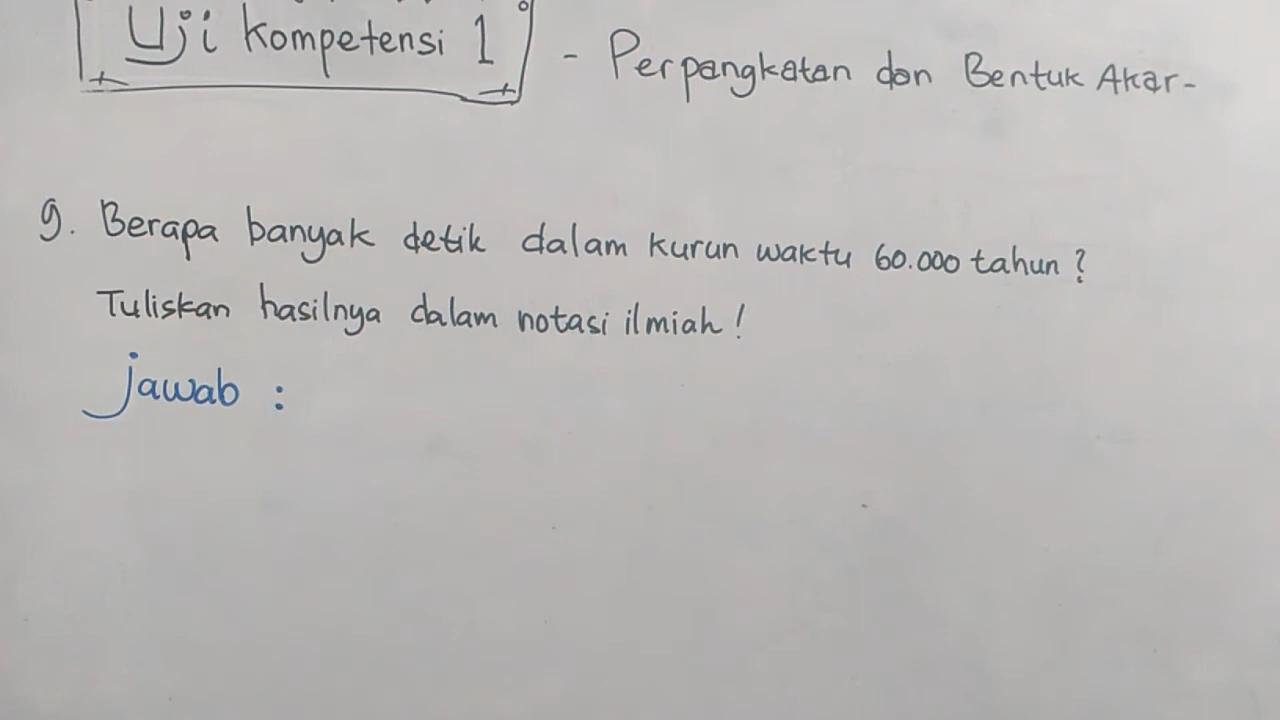 Uji Kompetensi 1 - Perpangkatan dan Bentuk Akar-
9. Berapa banyak detik dalam kurun waktu 60.000 tahun?
Tuliskan hasilnya dalam notasi ilmiah!
jawab :